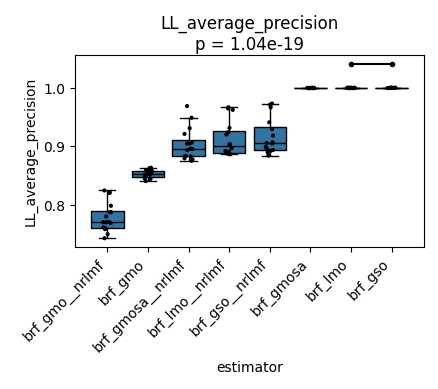 LL_average_precision
p = 1.04e-19
LL_average_precision
1.0
0.9
0.8
brf_gmo__nrlmf
brf_gmo
brf_gmosa__nrlmf
brf_lmo__nrlmf
brf_gso__nrlmf
brf_gmosa
brf_lmo
brf_gso
estimator